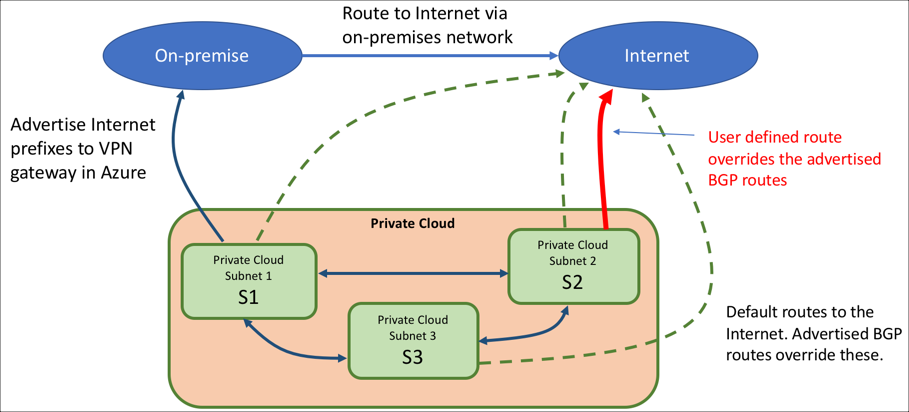 Route to Internet via
on-premises network
On-premise
Internet
Advertise Internet
prefixes to VPN
gateway in Azure
User defined route
overrides the advertised
BGP routes
Private Cloud
Private Cloud
Subnet 1
S1
Private Cloud
Subnet 2
S2
Private Cloud
Subnet 3
S3
Default routes to the
Internet. Advertised BGP
routes override these.